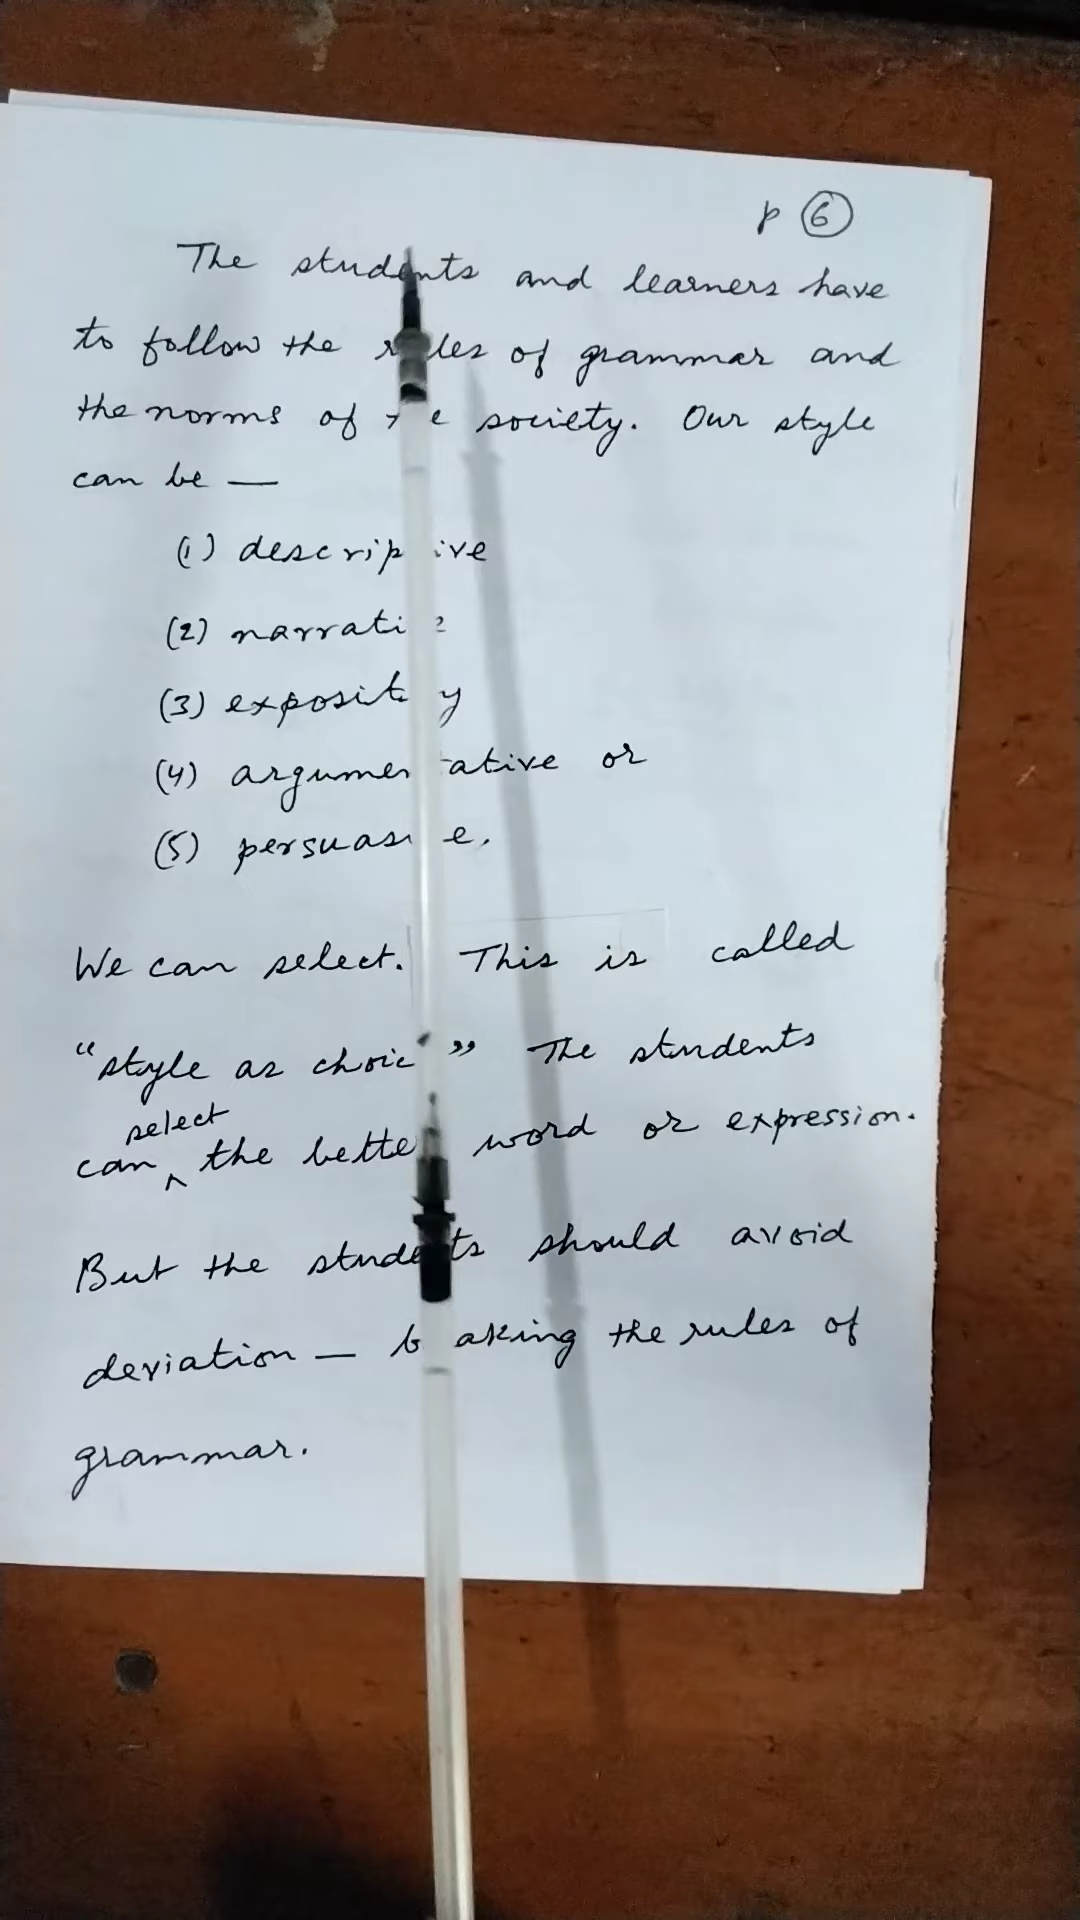 p 6
The students and learners have
to follow the rules of grammar and
the norms of the society. Our style
can be —
(1) descriptive
(2) narrative
(3) expository
(4) argumentative or
(5) persuasive.
We can select. This is called
"style as choice" The students
select
can ^ the better word or expression.
But the students should avoid
deviation — breaking the rules of
grammar.